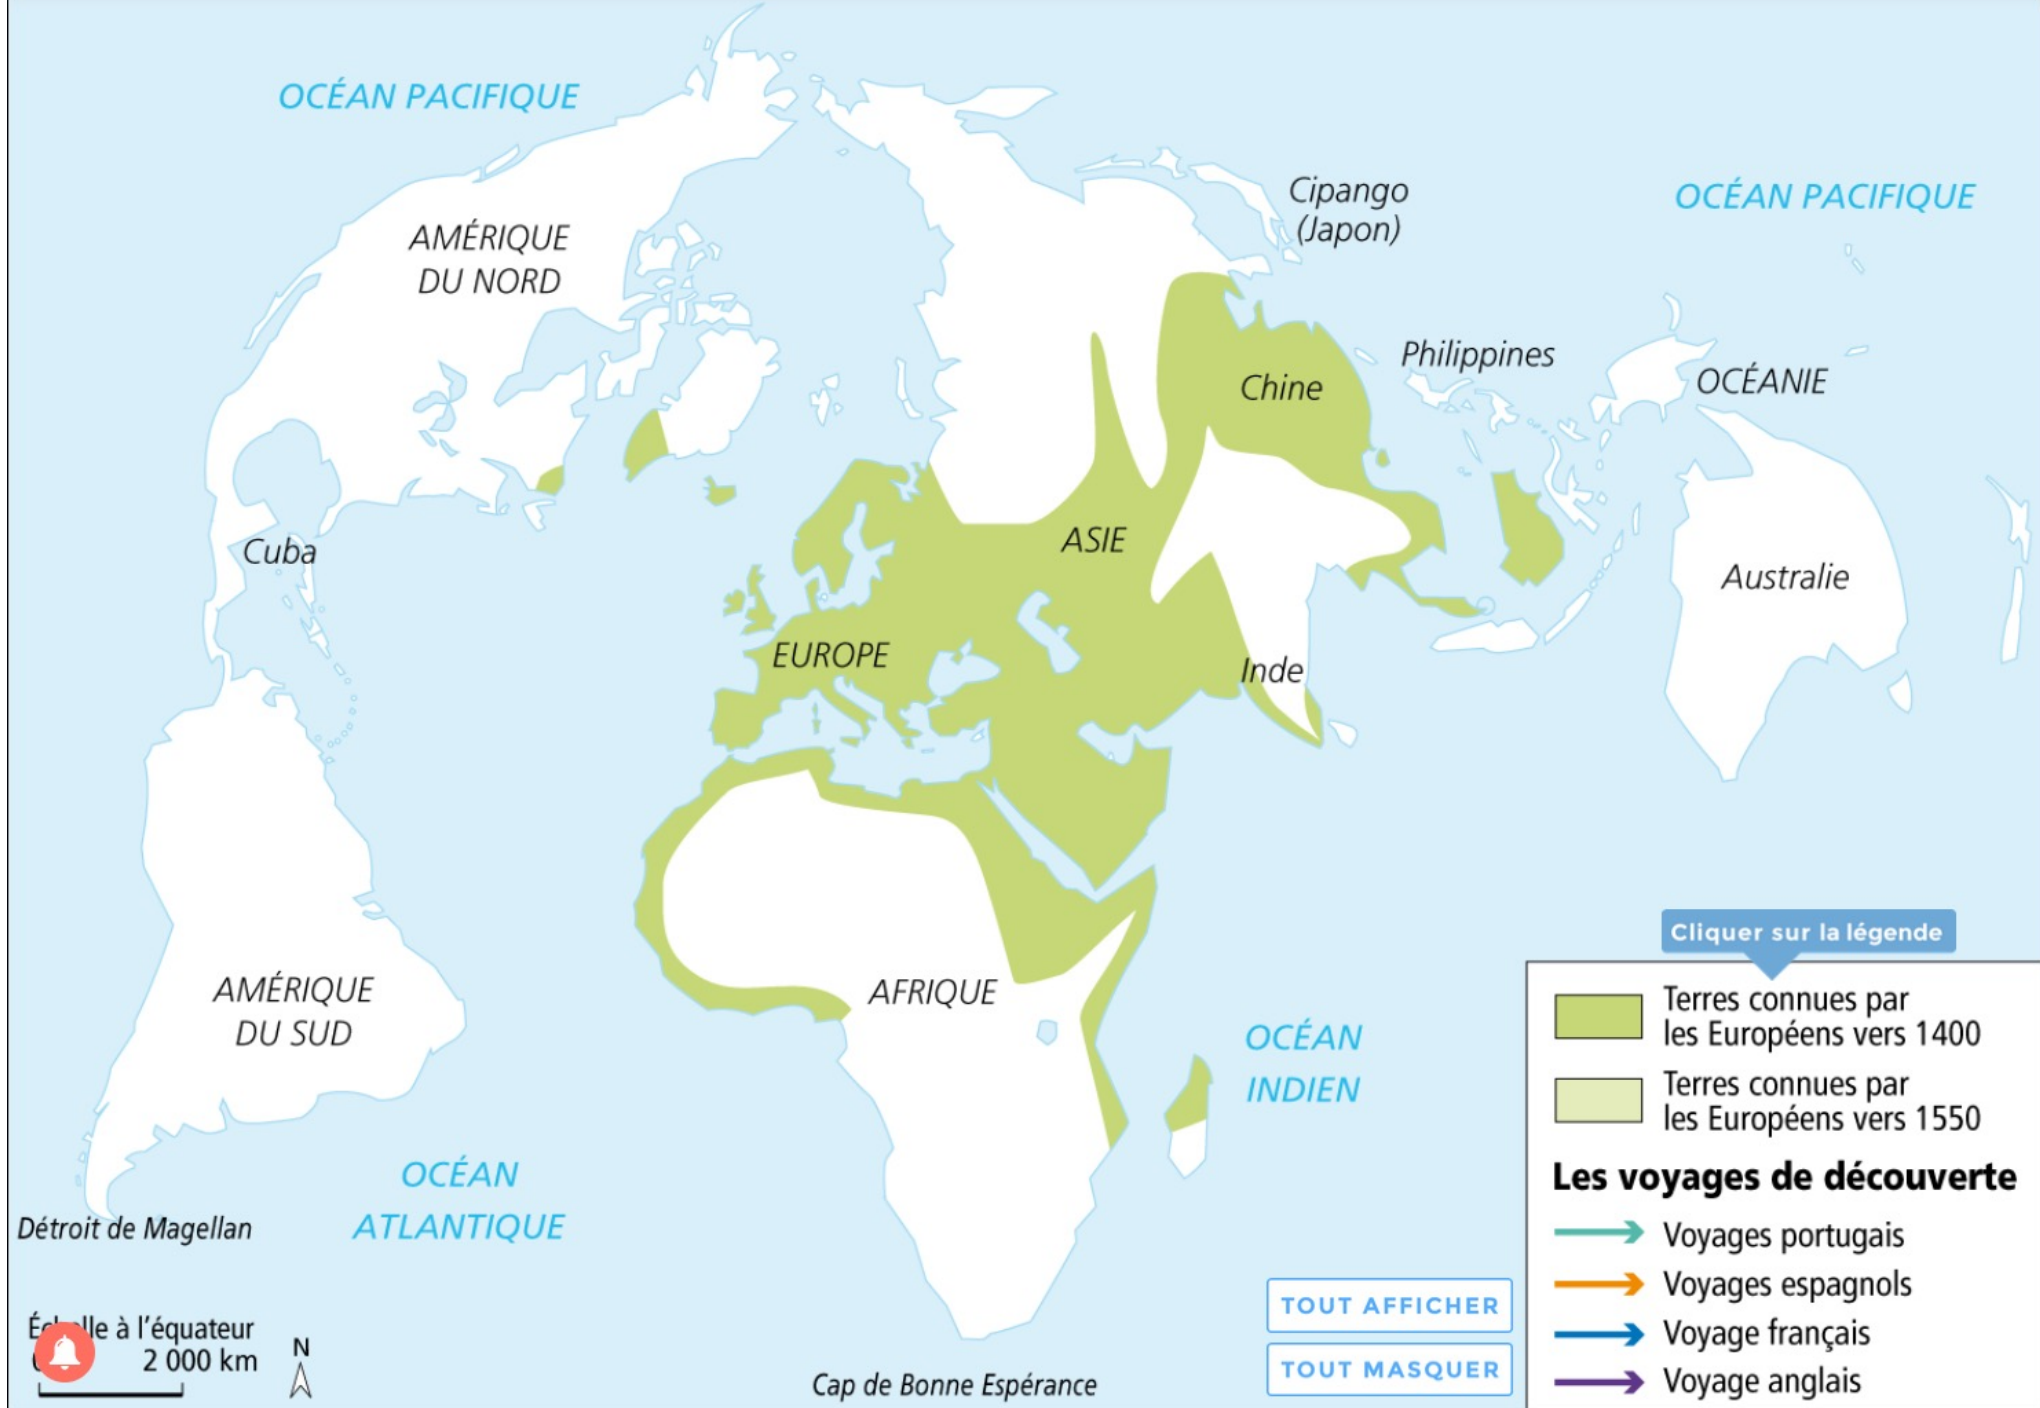 OCÉAN PACIFIQUE
Cipango
(Japon)
OCÉAN PACIFIQUE
AMÉRIQUE
DU NORD
Philippines
Chine
OCÉANIE
Cuba
ASIE
Australie
EUROPE
Inde
AMÉRIQUE
DU SUD
AFRIQUE
OCÉAN
INDIEN
OCÉAN
ATLANTIQUE
Détroit de Magellan
à l'équateur
2 000 km
N
Cap de Bonne Espérance
TOUT AFFICHER
TOUT MASQUER
Cliquer sur la légende
Terres connues par
les Européens vers 1400
Terres connues par
les Européens vers 1550
Les voyages de découverte
Voyages portugais
Voyages espagnols
Voyage français
Voyage anglais